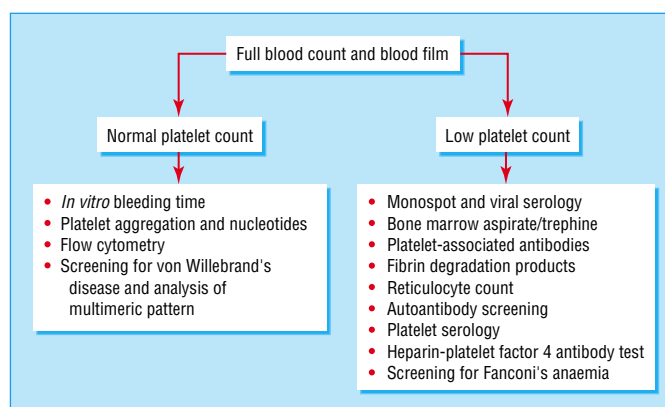 Full blood count and blood film
Normal platelet count
Low platelet count
• In vitro bleeding time
• Platelet aggregation and nucleotides
• Flow cytometry
• Screening for von Willebrand's
disease and analysis of
multimeric pattern
• Monospot and viral serology
• Bone marrow aspirate/trephine
• Platelet-associated antibodies
• Fibrin degradation products
• Reticulocyte count
• Autoantibody screening
• Platelet serology
• Heparin-platelet factor 4 antibody test
• Screening for Fanconi's anaemia